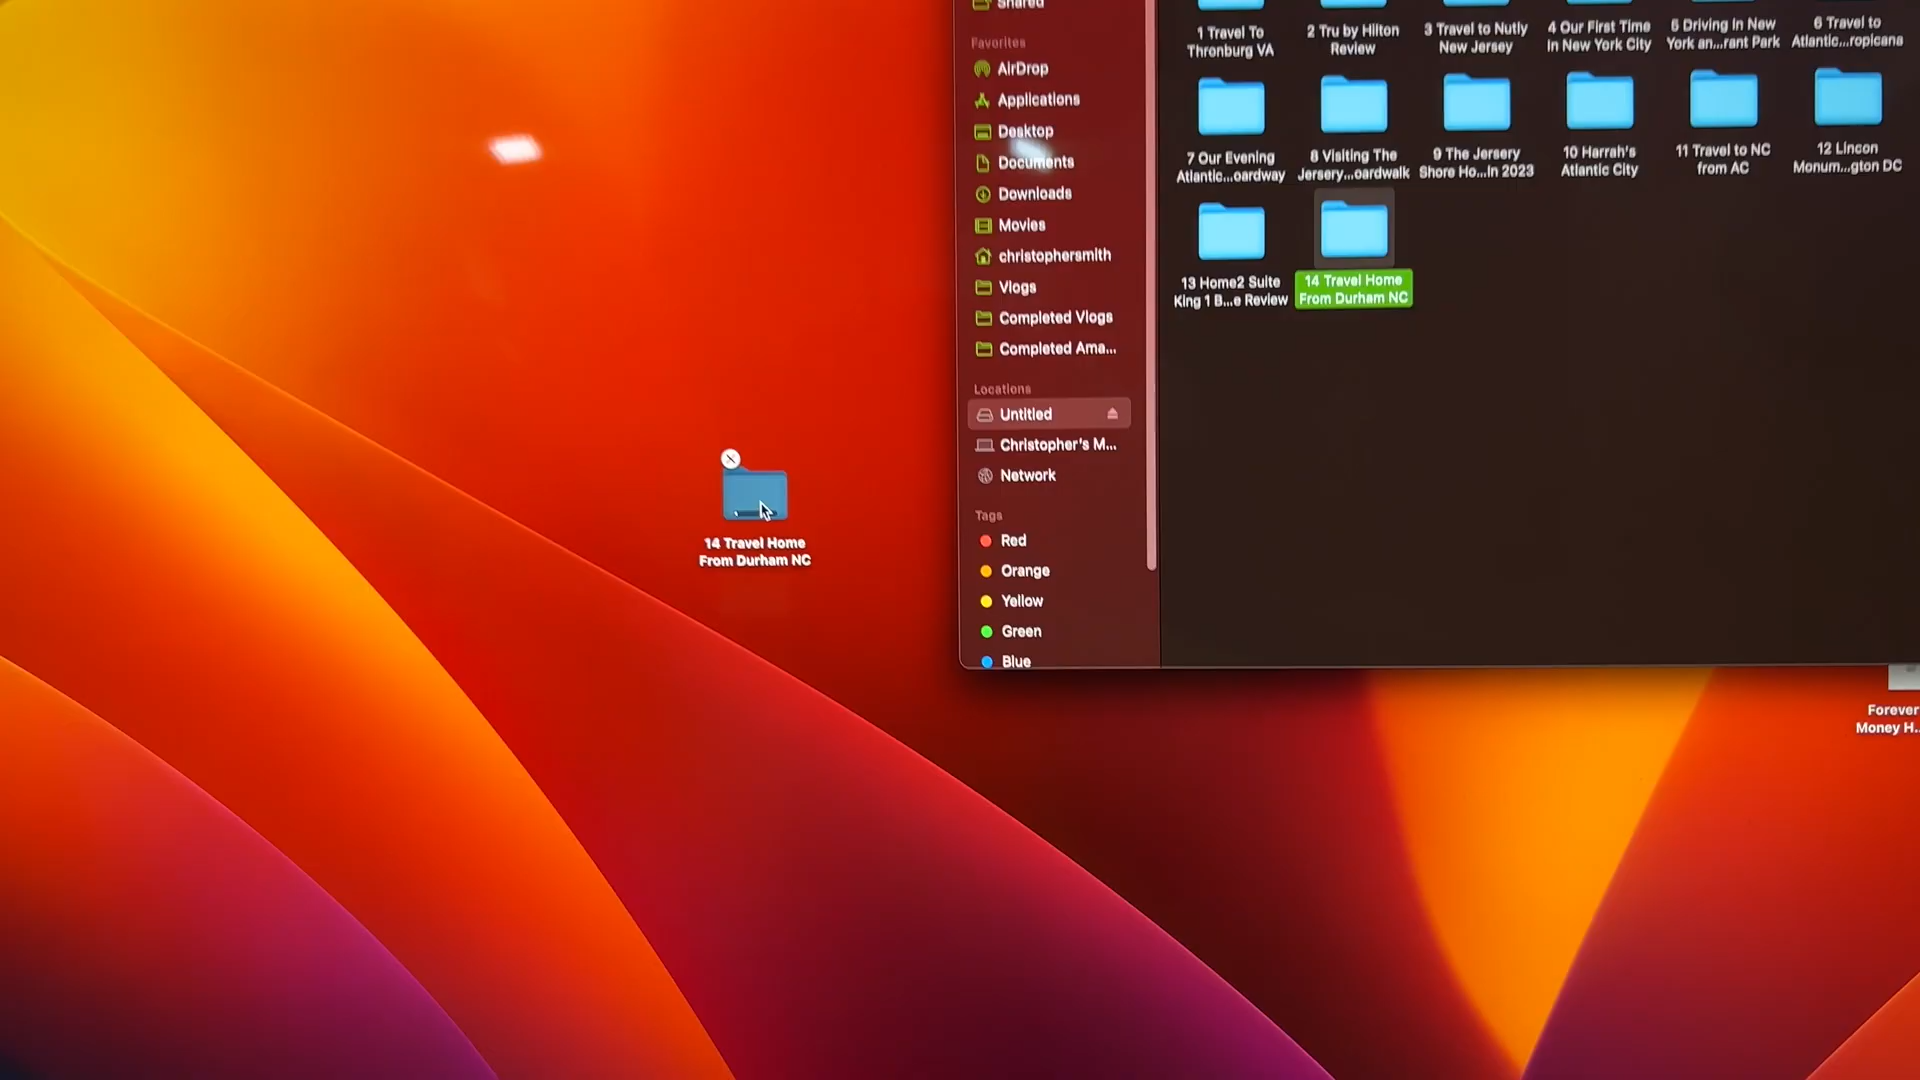 Shared
Favorites
AirDrop
Applications
Desktop
Documents
Downloads
Movies
christophersmith
Vlogs
Completed Vlogs
Completed Ama...
Locations
Untitled
Christopher's M...
Network
Tags
Red
Orange
Yellow
Green
Blue
1 Travel To
Thronburg VA
2 Tru by Hilton
Review
3 Travel to Nutly
New Jersey
4 Our First Time
In New York City
5 Driving In New
York an...rant Park
6 Travel to
Atlantic...ropicana
7 Our Evening
Atlantic...oardway
8 Visiting The
Jersey...oardwalk
9 The Jersey
Shore Ho...In 2023
10 Harrah's
Atlantic City
11 Travel to NC
from AC
12 Lincon
Monum...gton DC
13 Home2 Suite
King 1 B...e Review
14 Travel Home
From Durham NC
14 Travel Home
From Durham NC
Forever
Money H..